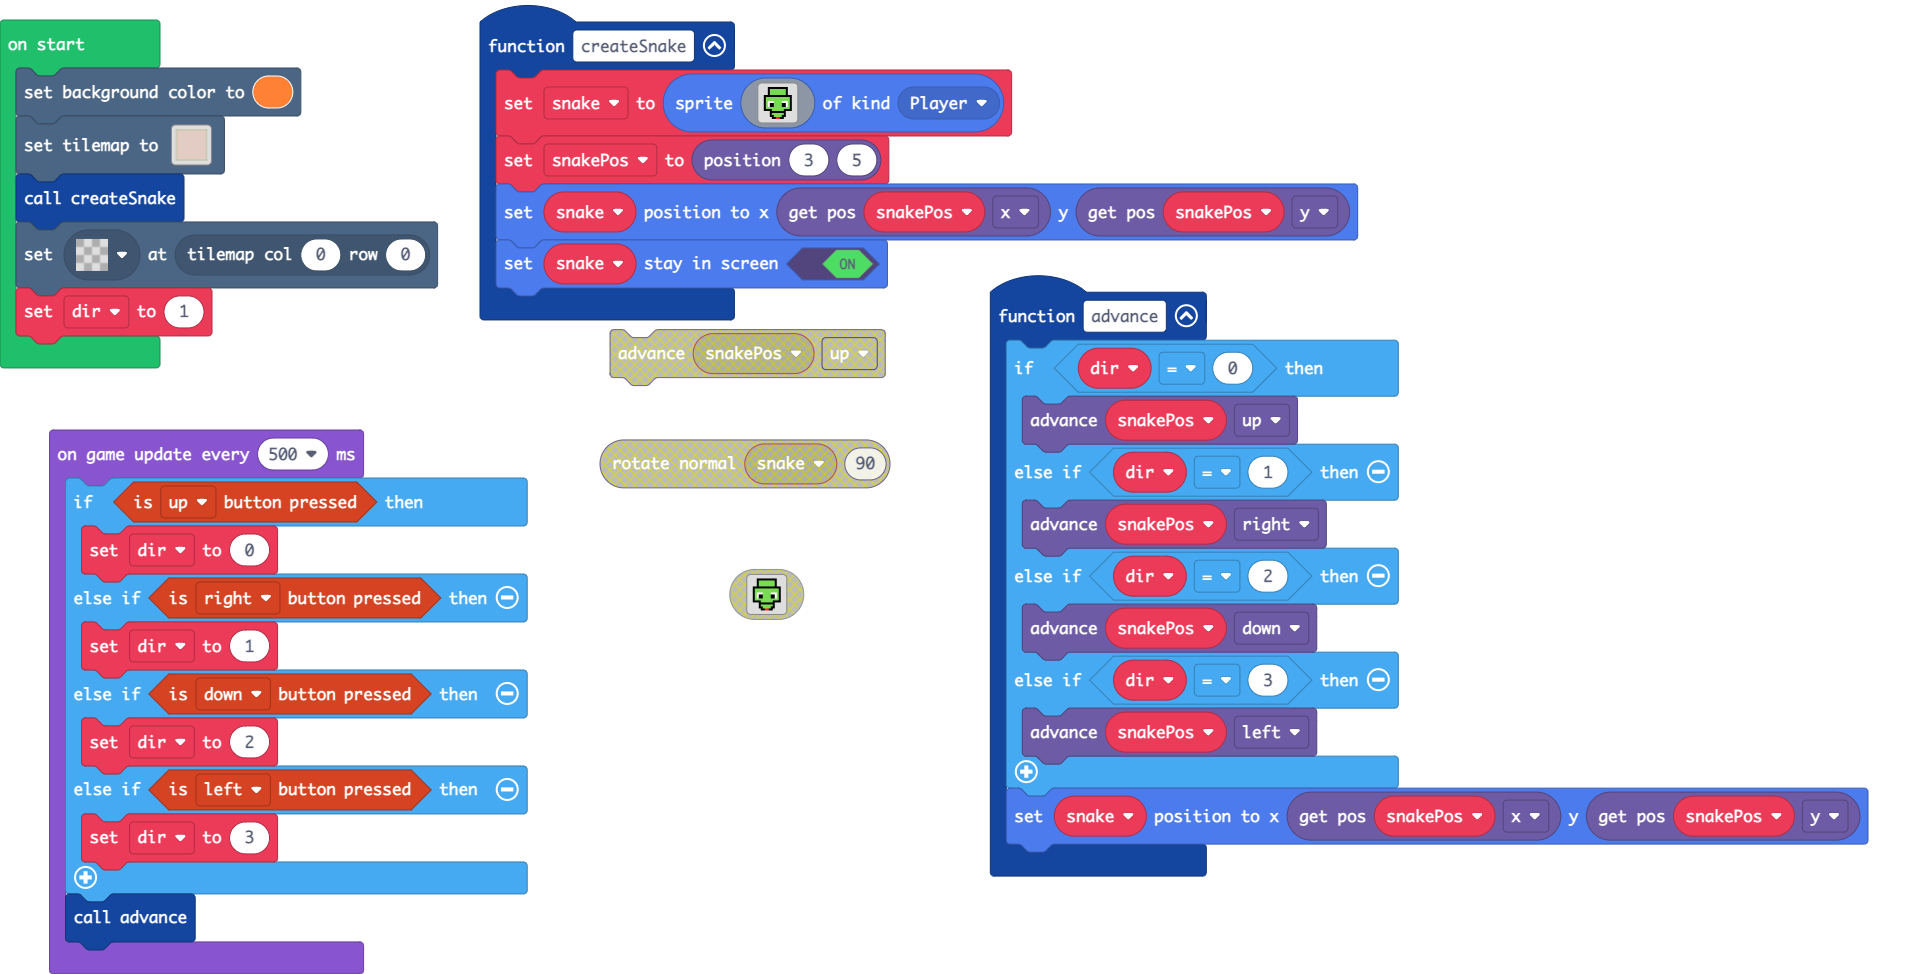 on start
set background color to
set tilemap to
call createSnake
set at tilemap col 0 row 0
set dir to 1
function createSnake
set snake to sprite of kind Player
set snakePos to position 3 5
set snake position to x get pos snakePos x y get pos snakePos y
set snake stay in screen ON
advance snakePos up
rotate normal snake 90
on game update every 500 ms
if is up button pressed then
set dir to 0
else if is right button pressed then
set dir to 1
else if is down button pressed then
set dir to 2
else if is left button pressed then
set dir to 3
call advance
function advance
if dir = 0 then
advance snakePos up
else if dir = 1 then
advance snakePos right
else if dir = 2 then
advance snakePos down
else if dir = 3 then
advance snakePos left
set snake position to x get pos snakePos x y get pos snakePos y